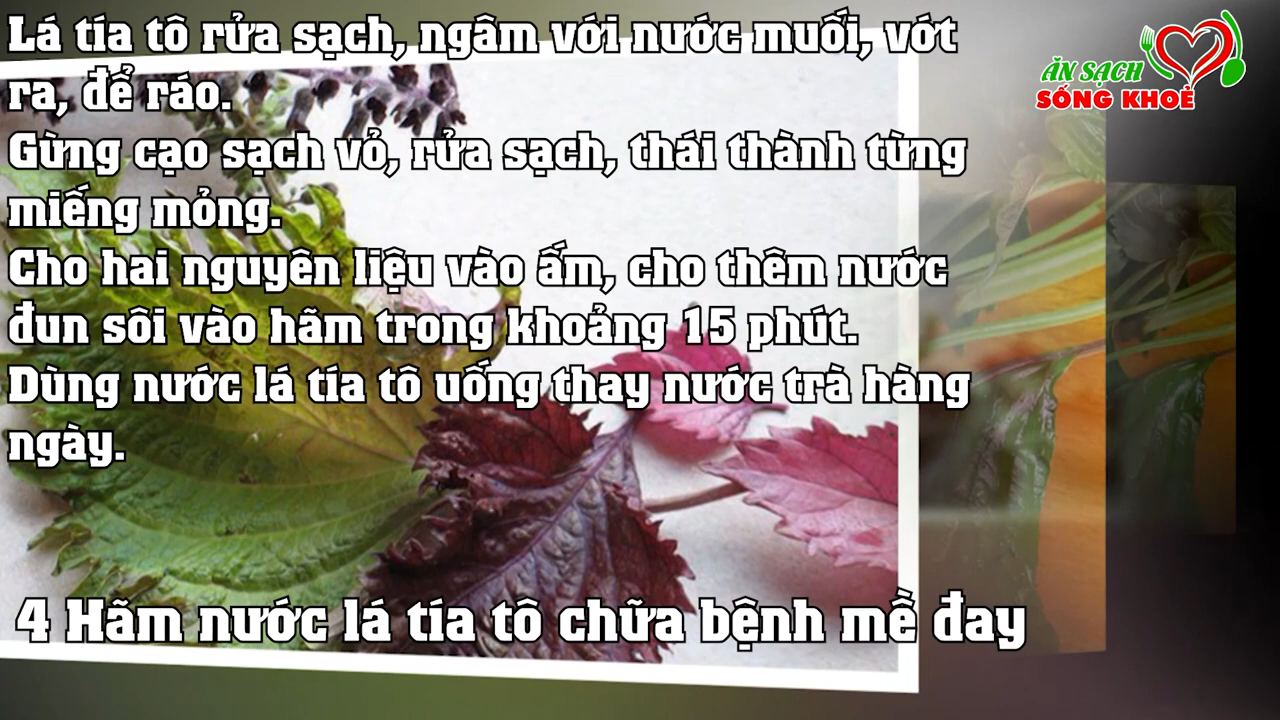 Lá tía tô rửa sạch, ngâm với nước muối, vớt
ra, để ráo.
Gừng cạo sạch vỏ, rửa sạch, thái thành từng
miếng mỏng.
Cho hai nguyên liệu vào ấm, cho thêm nước
đun sôi vào hãm trong khoảng 15 phút.
Dùng nước lá tía tô uống thay nước trà hàng
ngày.
4 Hãm nước lá tía tô chữa bệnh mề đay
ĂN SẠCH
SỐNG KHOẺ